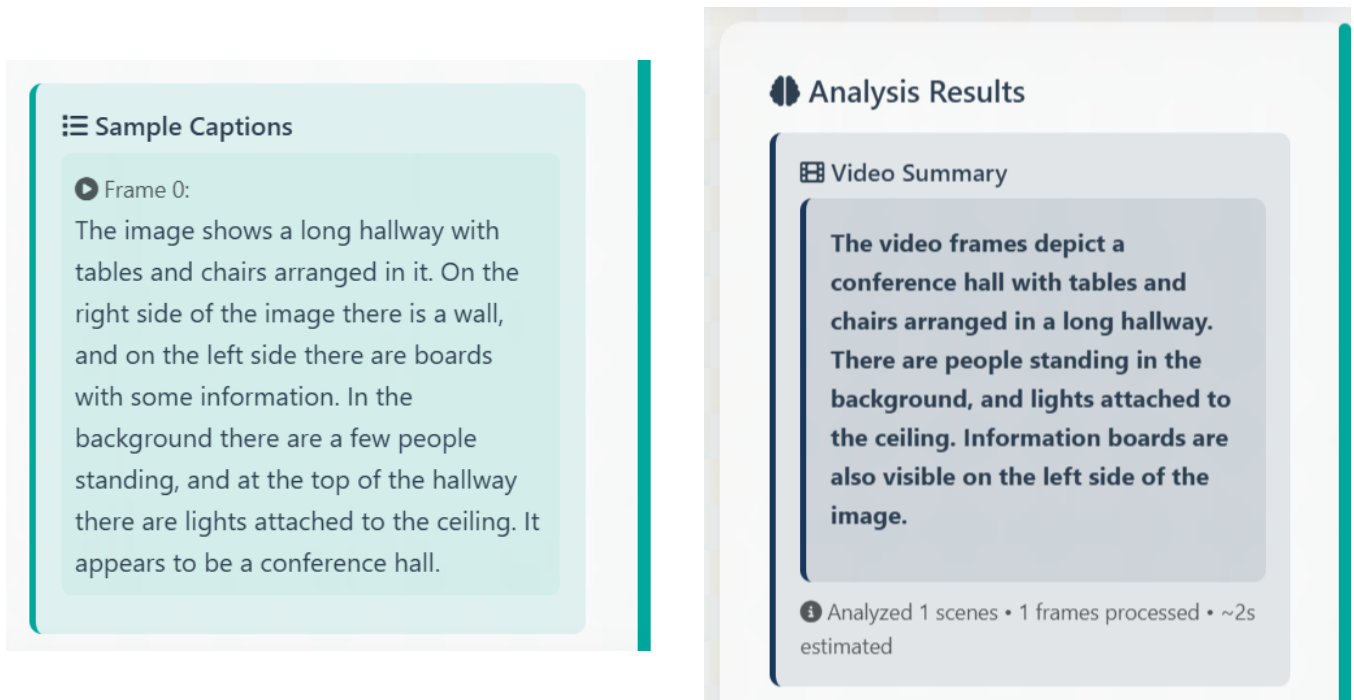 Sample Captions
Frame 0:
The image shows a long hallway with
tables and chairs arranged in it. On the
right side of the image there is a wall,
and on the left side there are boards
with some information. In the
background there are a few people
standing, and at the top of the hallway
there are lights attached to the ceiling. It
appears to be a conference hall.
Analysis Results
Video Summary
The video frames depict a
conference hall with tables and
chairs arranged in a long hallway.
There are people standing in the
background, and lights attached to
the ceiling. Information boards are
also visible on the left side of the
image.
Analyzed 1 scenes • 1 frames processed • ~2s
estimated